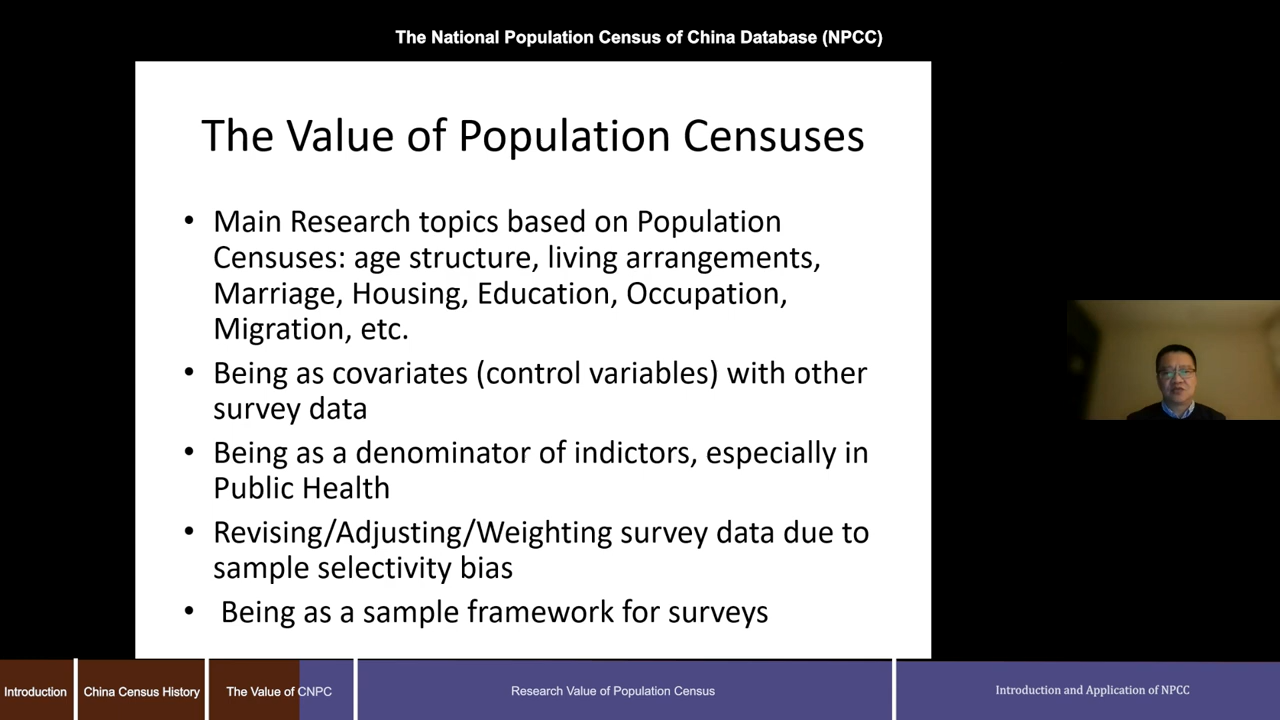 The National Population Census of China Database (NPCC)
The Value of Population Censuses
• Main Research topics based on Population
Censuses: age structure, living arrangements,
Marriage, Housing, Education, Occupation,
Migration, etc.
• Being as covariates (control variables) with other
survey data
• Being as a denominator of indictors, especially in
Public Health
• Revising/Adjusting/Weighting survey data due to
sample selectivity bias
• Being as a sample framework for surveys
Introduction
China Census History
The Value of CNPC
Research Value of Population Census
Introduction and Application of NPCC